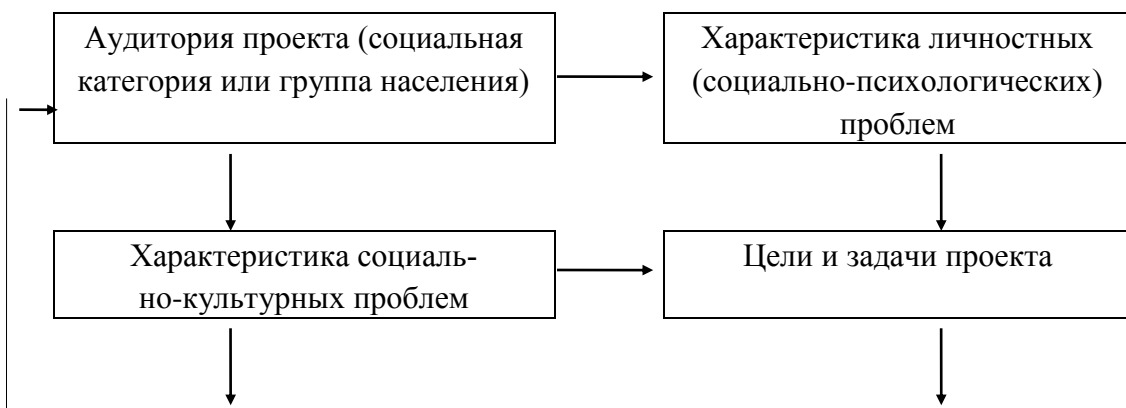 Аудитория проекта (социальная
категория или группа населения)
Характеристика личностных
(социально-психологических)
проблем
Характеристика социаль-
но-культурных проблем
Цели и задачи проекта